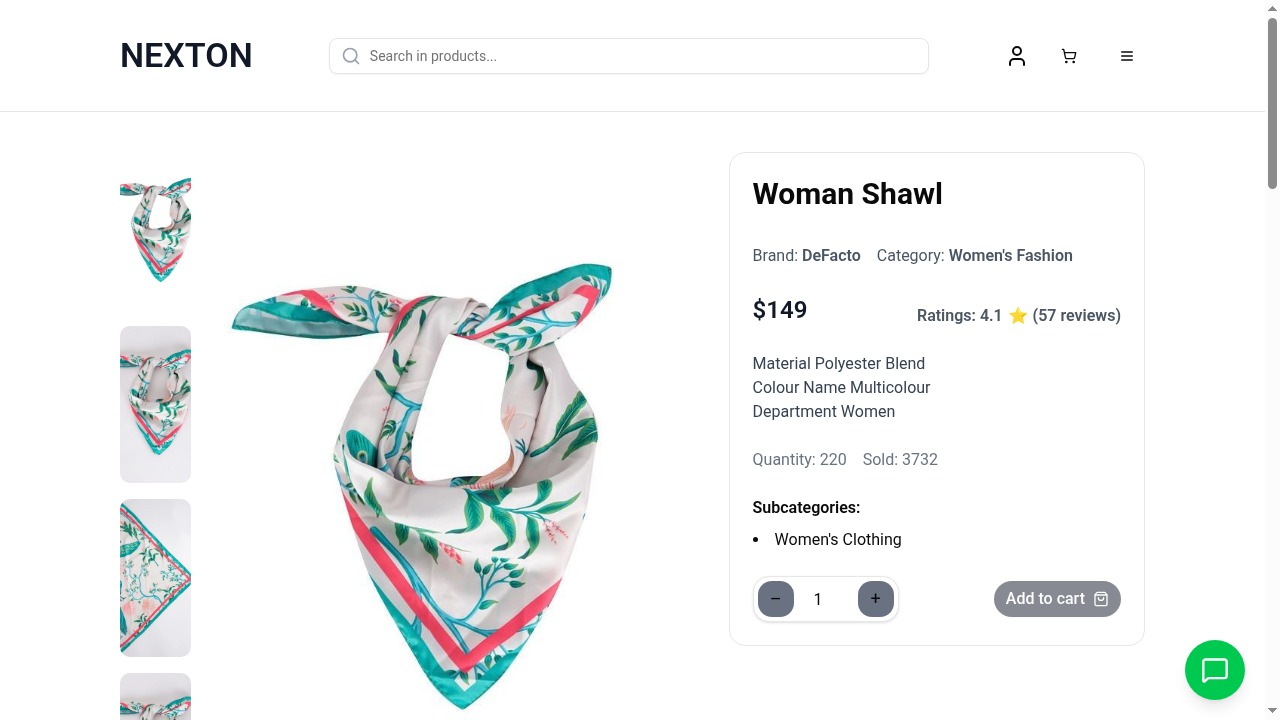 NEXTON
Search in products...
Woman Shawl
Brand: DeFacto Category: Women's Fashion
$149
Ratings: 4.1 ⭐ (57 reviews)
Material Polyester Blend
Colour Name Multicolour
Department Women
Quantity: 220 Sold: 3732
Subcategories:
• Women's Clothing
− 1 +
Add to cart